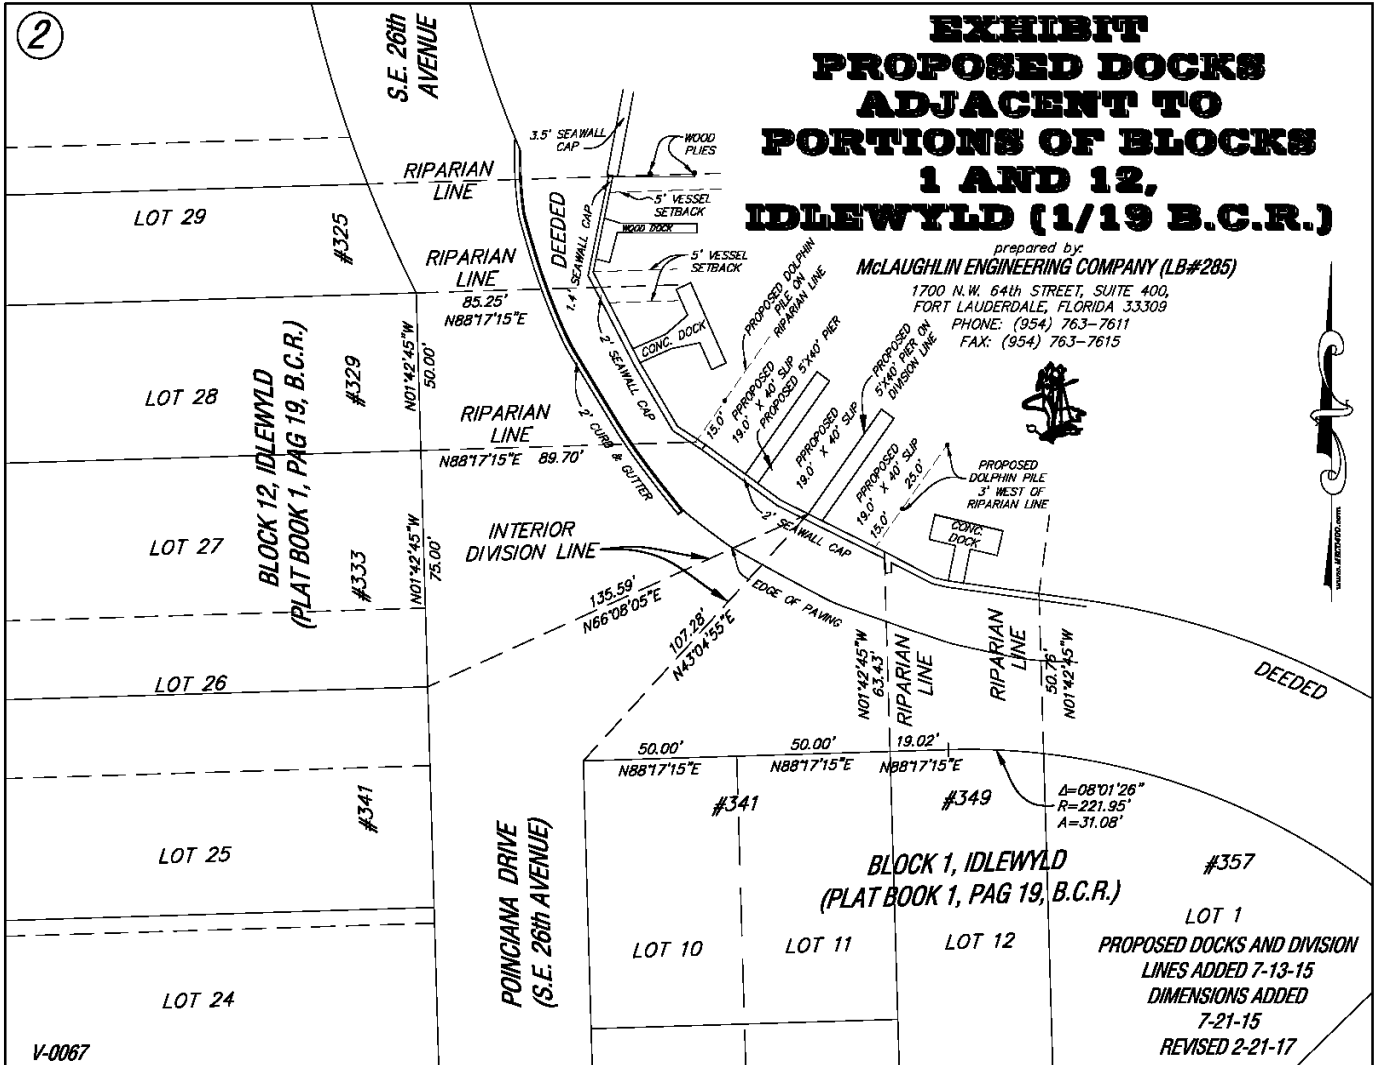 2
EXHIBIT
PROPOSED DOCKS
ADJACENT TO
PORTIONS OF BLOCKS
1 AND 12,
IDLEWYLD (1/19 B.C.R.)
prepared by:
McLAUGHLIN ENGINEERING COMPANY (LB#285)
1700 N.W. 64th STREET, SUITE 400,
FORT LAUDERDALE, FLORIDA 33309
PHONE: (954) 763-7611
FAX: (954) 763-7615
S.E. 26th
AVENUE
3.5' SEAWALL
CAP
WOOD
PLIES
RIPARIAN
LINE
5' VESSEL
SETBACK
DEEDED
1.4' SEAWALL CAP
WOOD DOCK
5' VESSEL
SETBACK
LOT 29
#325
RIPARIAN
LINE
85.25'
N88°17'15"E
2' SEAWALL CAP
CONC. DOCK
PROPOSED DOLPHIN
PILE ON
RIPARIAN LINE
15.0'
PPROPOSED
19.0' X 40' SLIP
PROPOSED 5'X40' PIER
PPROPOSED
19.0' X 40' SLIP
PROPOSED
5'X40' PIER ON
DIVISION LINE
PPROPOSED
19.0' X 40' SLIP
15.0'
25.0'
PROPOSED
DOLPHIN PILE
3' WEST OF
RIPARIAN LINE
CONC.
DOCK
BLOCK 12, IDLEWYLD
(PLAT BOOK 1, PAG 19, B.C.R.)
LOT 28
#329
N01°42'45"W
50.00'
RIPARIAN
LINE
N88°17'15"E 89.70'
2' CURB & GUTTER
2' SEAWALL CAP
LOT 27
#333
N01°42'45"W
75.00'
INTERIOR
DIVISION LINE
EDGE OF PAVING
135.59'
N66°08'05"E
107.28'
N43°04'55"E
N01°42'45"W
63.43'
RIPARIAN
LINE
RIPARIAN
LINE
50.76'
N01°42'45"W
DEEDED
LOT 26
50.00'
N88°17'15"E
50.00'
N88°17'15"E
19.02'
N88°17'15"E
Δ=08°01'26"
R=221.95'
A=31.08'
#341
#341
#349
#357
LOT 25
POINCIANA DRIVE
(S.E. 26th AVENUE)
BLOCK 1, IDLEWYLD
(PLAT BOOK 1, PAG 19, B.C.R.)
LOT 10
LOT 11
LOT 12
LOT 1
LOT 24
PROPOSED DOCKS AND DIVISION
LINES ADDED 7-13-15
DIMENSIONS ADDED
7-21-15
REVISED 2-21-17
V-0067